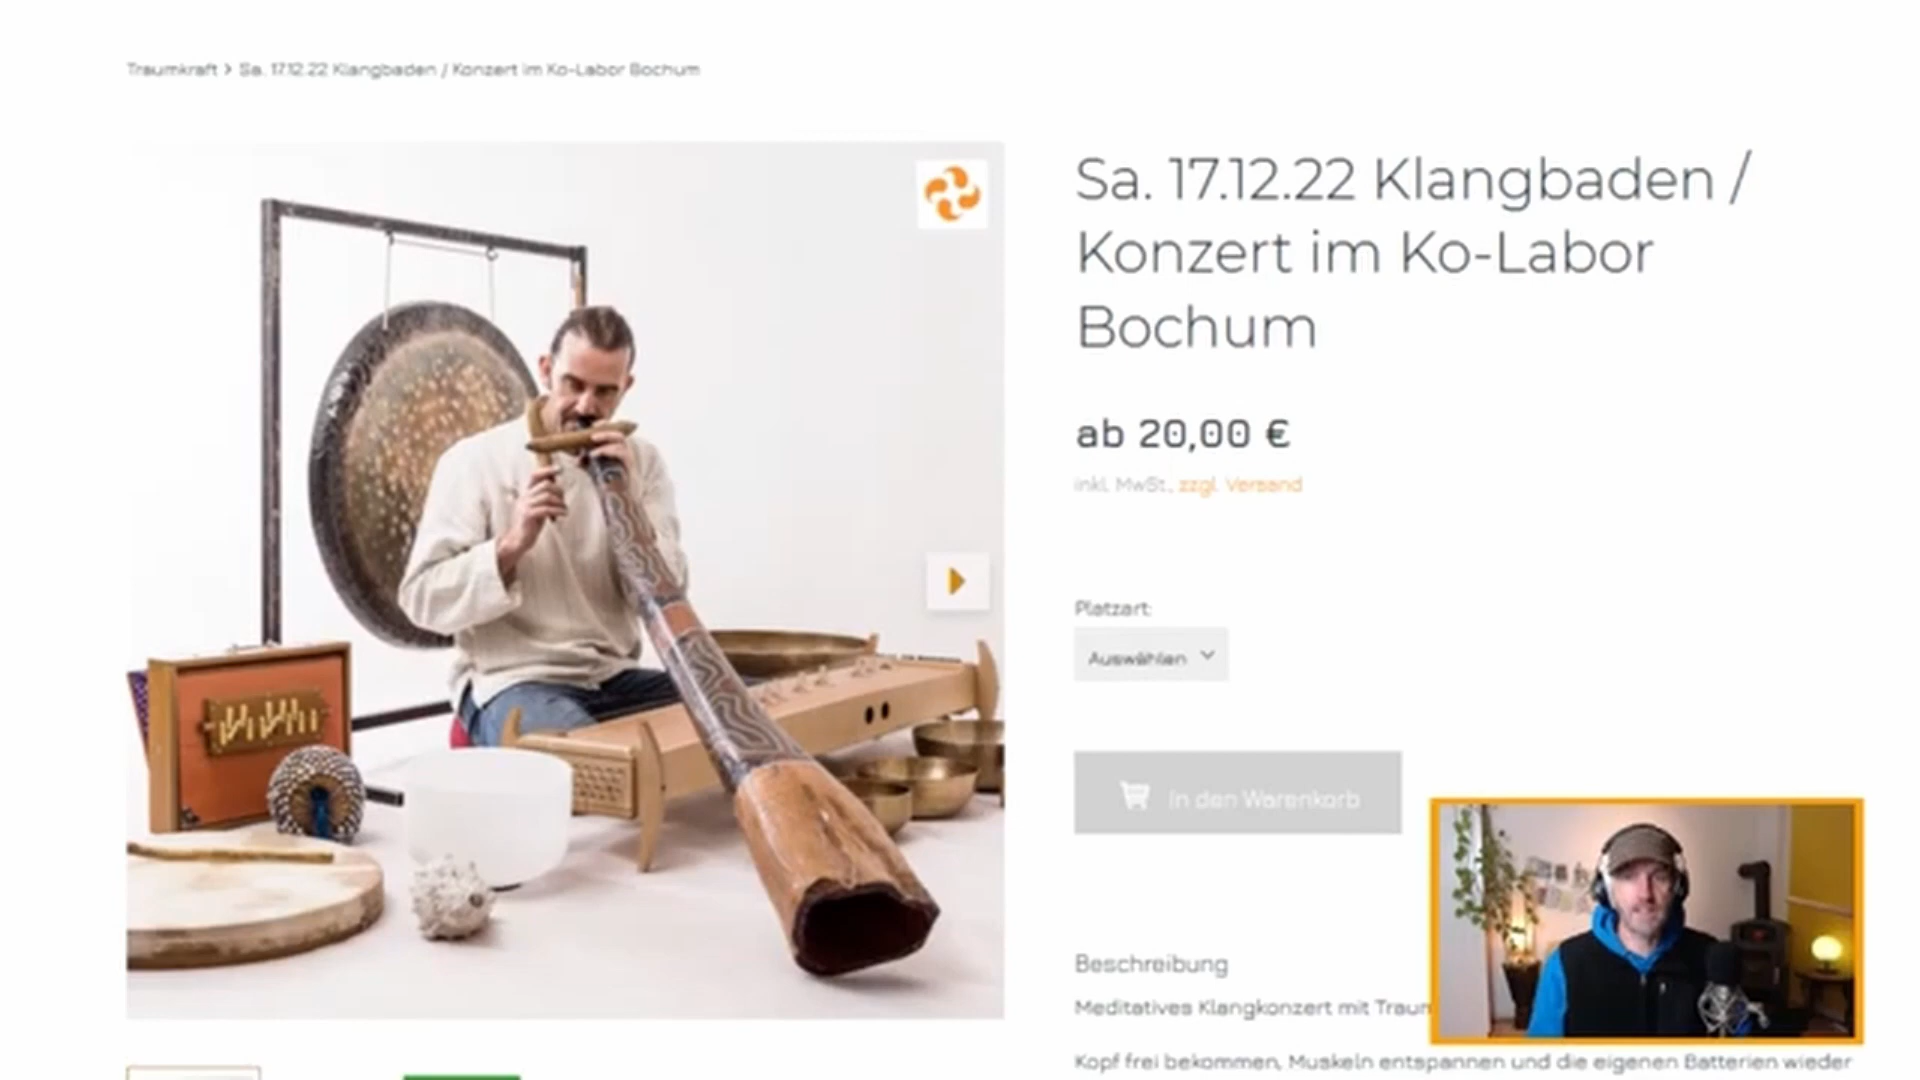 Traumkraft > Sa. 17.12.22 Klangbaden / Konzert im Ko-Labor Bochum
Sa. 17.12.22 Klangbaden /
Konzert im Ko-Labor
Bochum
ab 20,00 €
inkl. MwSt., zzgl. Versand
Platzart:
Auswählen
In den Warenkorb
Beschreibung
Meditatives Klangkonzert mit
Kopf frei bekommen, Muskeln entspannen und die eigenen Batterien wieder